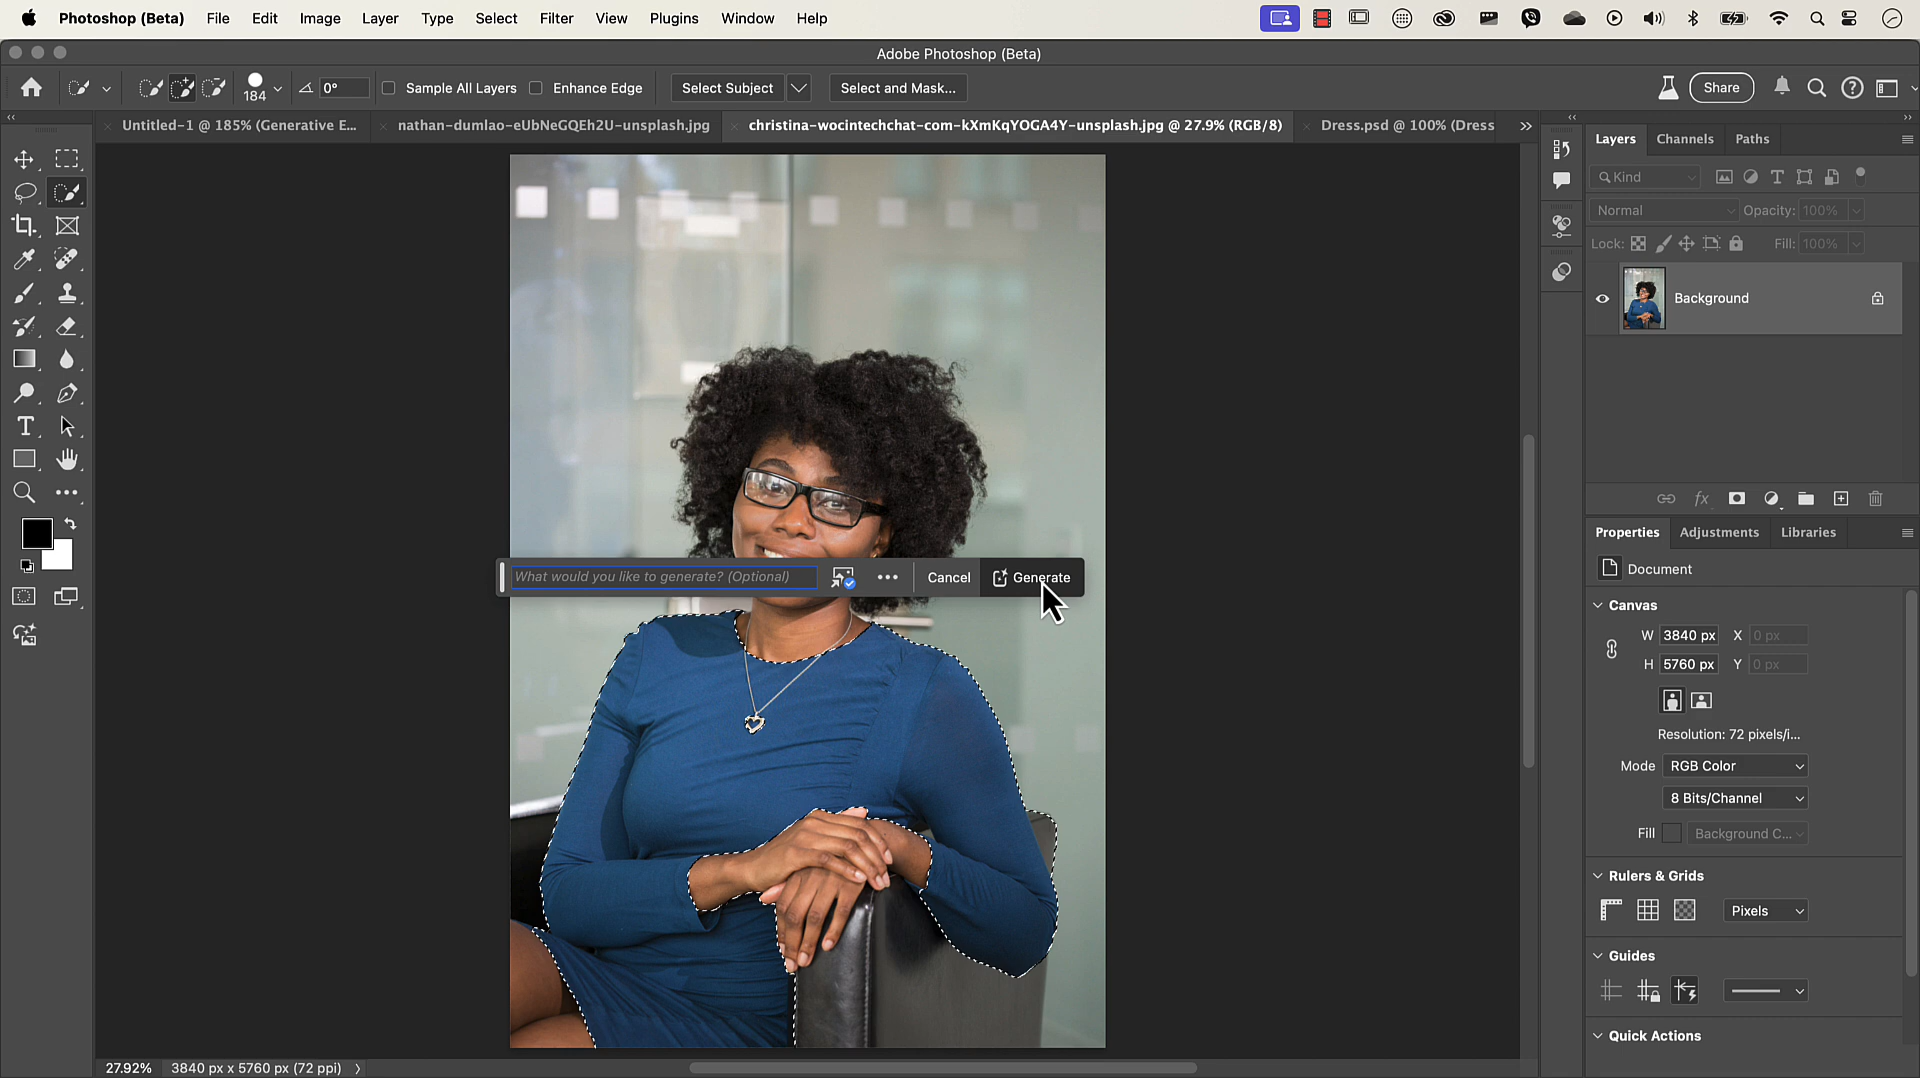 Photoshop (Beta) File Edit Image Layer Type Select Filter View Plugins Window Help
Adobe Photoshop (Beta)
184 0° Sample All Layers Enhance Edge Select Subject Select and Mask... Share
Untitled-1 @ 185% (Generative E... nathan-dumlao-eUbNeGQEh2U-unsplash.jpg christina-wocintechchat-com-kXmKqYOGA4Y-unsplash.jpg @ 27.9% (RGB/8) Dress.psd @ 100% (Dress
Layers Channels Paths
Kind
Normal Opacity: 100%
Lock: Fill: 100%
Background
fx
Properties Adjustments Libraries
Document
Canvas
W 3840 px X 0 px
H 5760 px Y 0 px
Resolution: 72 pixels/i...
Mode RGB Color
8 Bits/Channel
Fill Background C...
Rulers & Grids
Pixels
Guides
Quick Actions
What would you like to generate? (Optional) Cancel Generate
27.92% 3840 px x 5760 px (72 ppi)